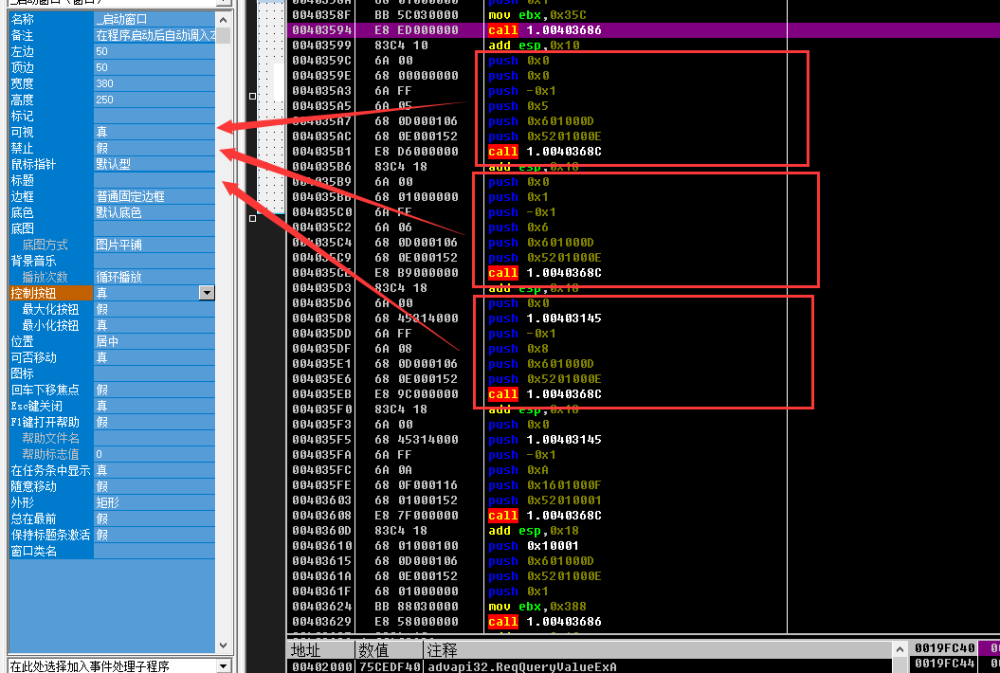 _启动窗口（窗口）
名称 _启动窗口
备注 在程序启动后自动调入本
左边 50
顶边 50
宽度 380
高度 250
标记
可视 真
禁止 假
鼠标指针 默认型
标题
边框 普通固定边框
底色 默认底色
底图
底图方式 图片平铺
背景音乐
播放次数 循环播放
控制按钮 真
最大化按钮 假
最小化按钮 真
位置 居中
可否移动 真
图标
回车下移焦点 假
Esc键关闭 真
F1键打开帮助 假
帮助文件名
帮助标志值 0
在任务条中显示 真
随意移动 假
外形 矩形
总在最前 假
保持标题条激活 假
窗口类名
在此处选择加入事件处理子程序
0040358F BB 5C030000 mov ebx,0x35C
00403594 E8 ED000000 call 1.00403686
00403599 83C4 10 add esp,0x10
0040359C 6A 00 push 0x0
0040359E 68 00000000 push 0x0
004035A3 6A FF push -0x1
004035A5 6A 05 push 0x5
004035A7 68 0D000106 push 0x601000D
004035AC 68 0E000152 push 0x5201000E
004035B1 E8 D6000000 call 1.0040368C
004035B6 83C4 18 add esp,0x18
004035B9 6A 00 push 0x0
004035BB 68 01000000 push 0x1
004035C0 6A FF push -0x1
004035C2 6A 06 push 0x6
004035C4 68 0D000106 push 0x601000D
004035C9 68 0E000152 push 0x5201000E
004035CE E8 B9000000 call 1.0040368C
004035D3 83C4 18 add esp,0x18
004035D6 6A 00 push 0x0
004035D8 68 45314000 push 1.00403145
004035DD 6A FF push -0x1
004035DF 6A 08 push 0x8
004035E1 68 0D000106 push 0x601000D
004035E6 68 0E000152 push 0x5201000E
004035EB E8 9C000000 call 1.0040368C
004035F0 83C4 18 add esp,0x18
004035F3 6A 00 push 0x0
004035F5 68 45314000 push 1.00403145
004035FA 6A FF push -0x1
004035FC 6A 0A push 0xA
004035FE 68 0F000116 push 0x1601000F
00403603 68 01000152 push 0x52010001
00403608 E8 7F000000 call 1.0040368C
0040360D 83C4 18 add esp,0x18
00403610 68 01000100 push 0x10001
00403615 68 0D000106 push 0x601000D
0040361A 68 0E000152 push 0x5201000E
0040361F 68 01000000 push 0x1
00403624 BB 88030000 mov ebx,0x388
00403629 E8 58000000 call 1.00403686
地址 数值 注释
00402000 75CEDF40 advapi32.RegQueryValueExA
0019FC40
0019FC44